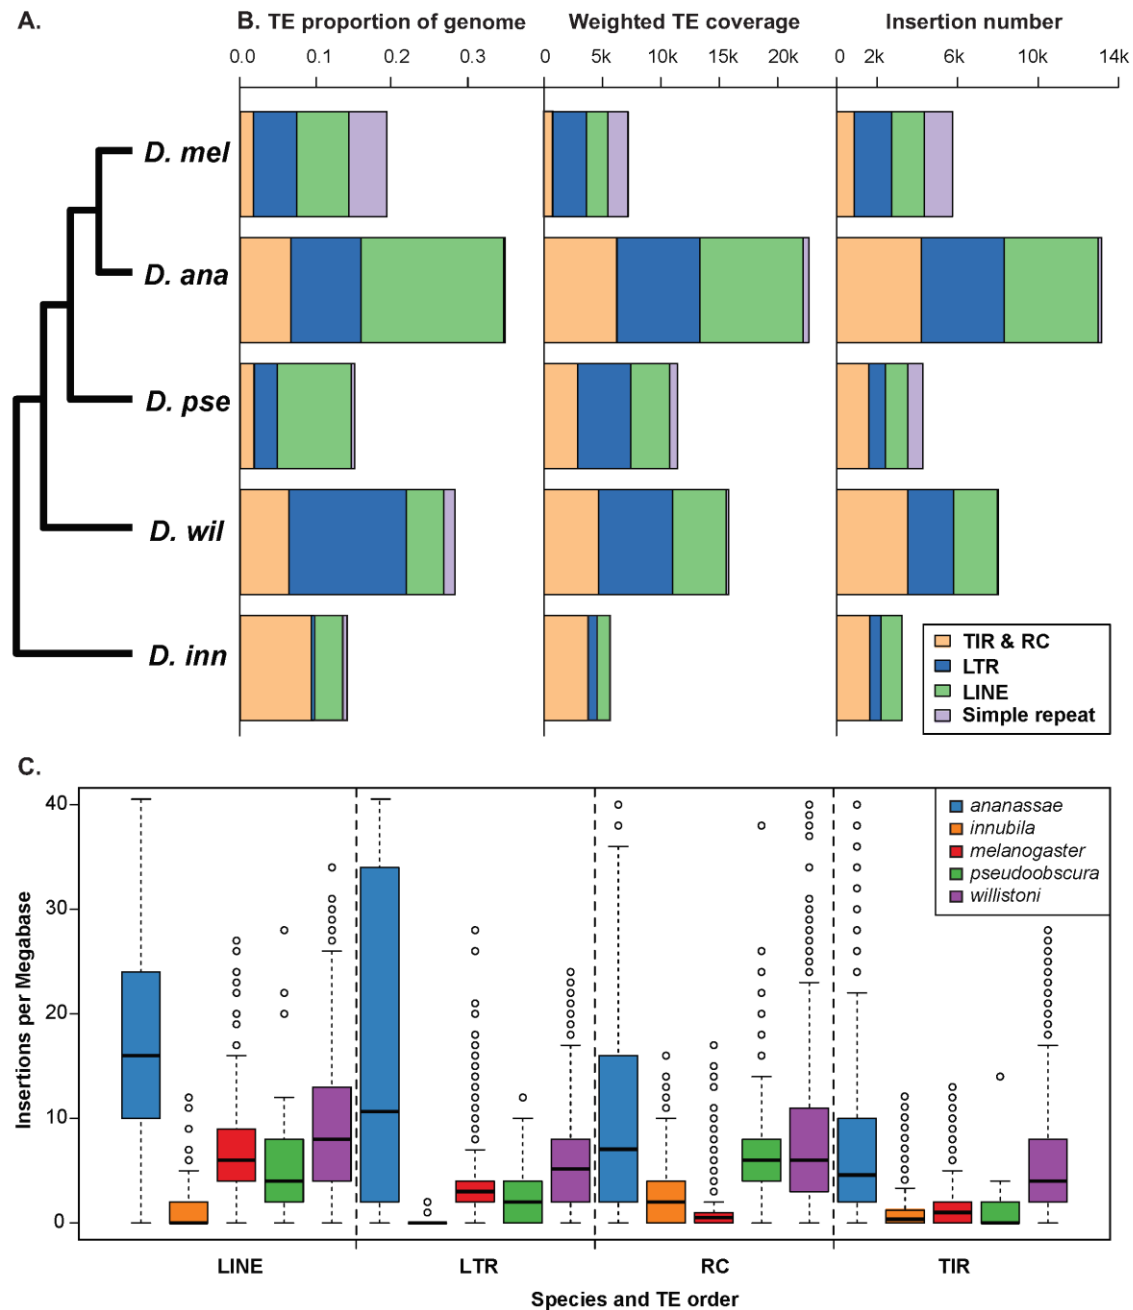 A.
B. TE proportion of genome
Weighted TE coverage
Insertion number
0.0 0.1 0.2 0.3
0 5k 10k 15k 20k
0 2k 6k 10k 14k
D. mel
D. ana
D. pse
D. wil
D. inn
TIR & RC
LTR
LINE
Simple repeat
C.
Insertions per Megabase
40
30
20
10
0
ananassae
innubila
melanogaster
pseudoobscura
willistoni
LINE LTR RC TIR
Species and TE order